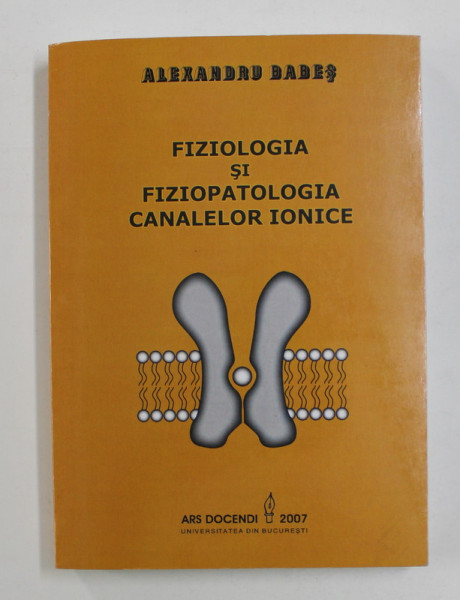 ALEXANDRU BABEŞ
FIZIOLOGIA
ŞI
FIZIOPATOLOGIA
CANALELOR IONICE
ARS DOCENDI 2007
UNIVERSITATEA DIN BUCUREŞTI